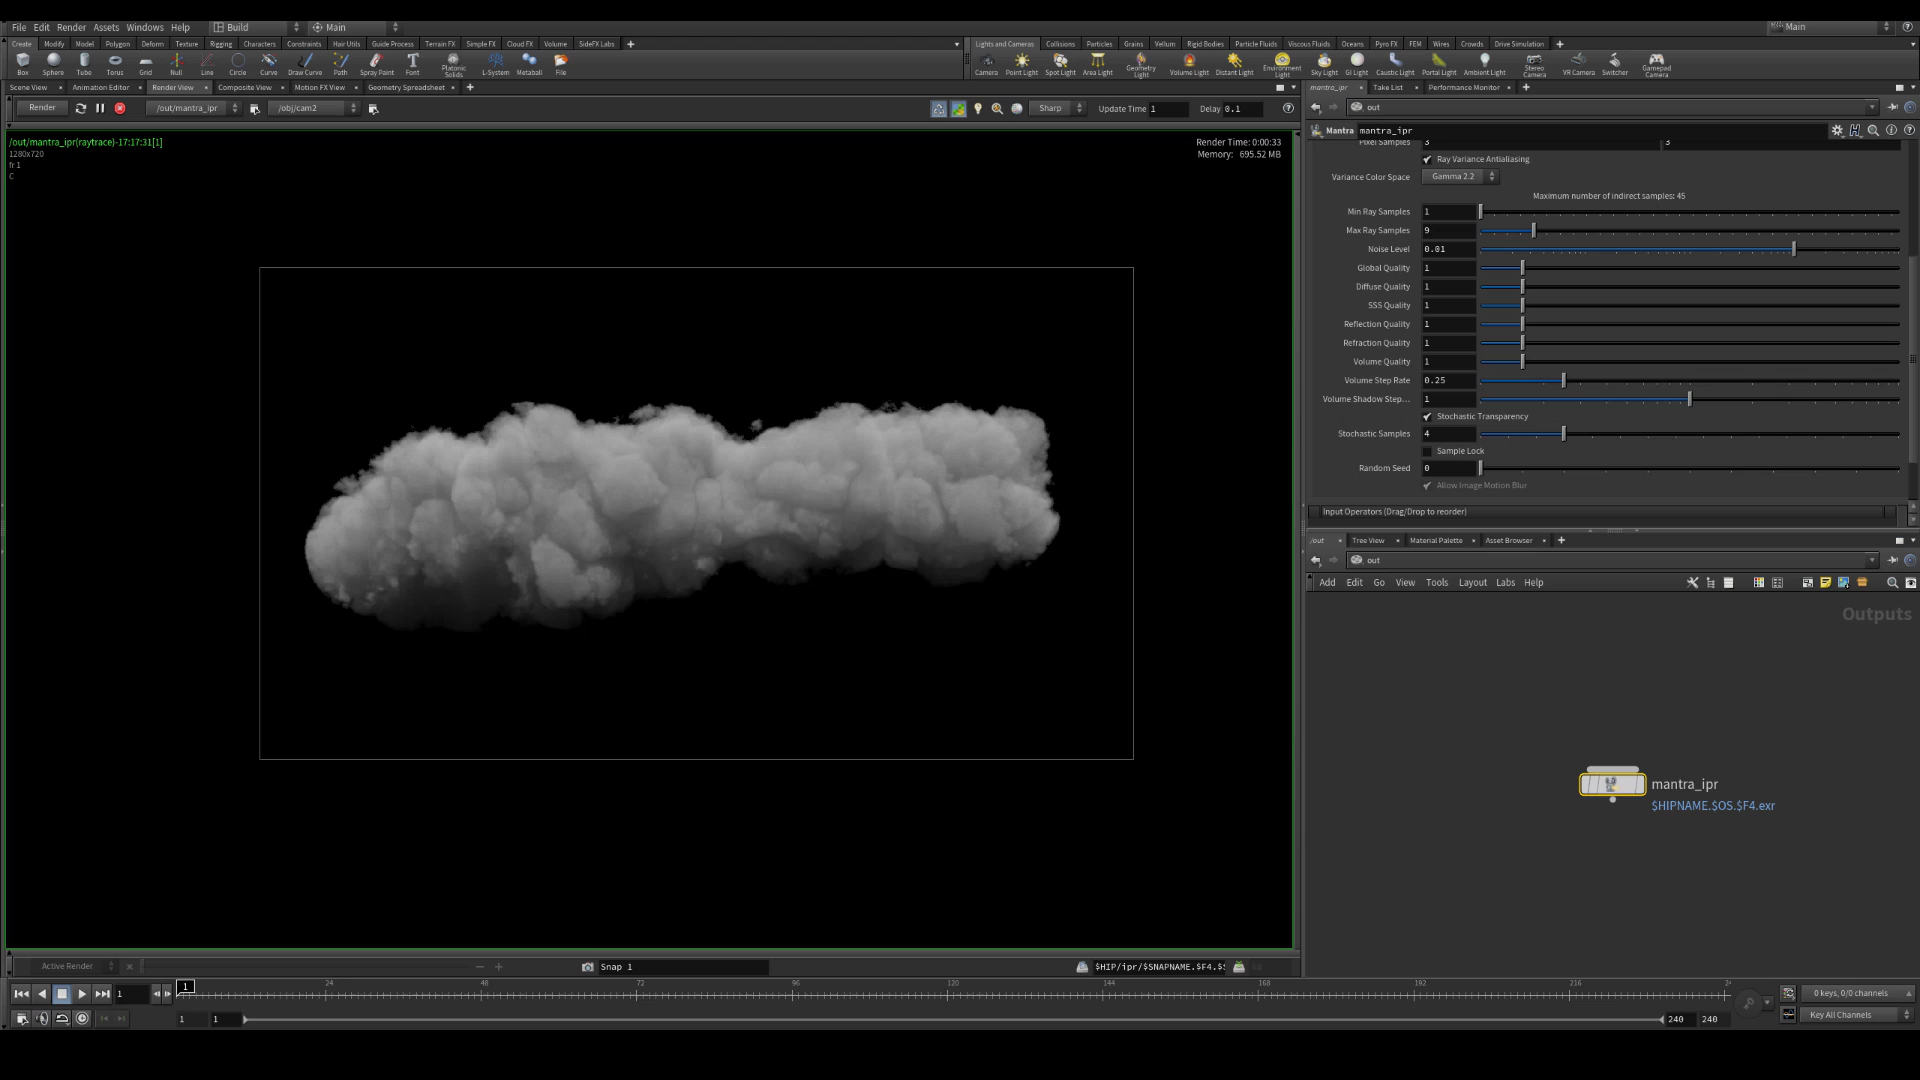 File Edit Render Assets Windows Help Build Main Main
Create Modify Model Polygon Deform Texture Rigging Characters Constraints Hair Utils Guide Process Terrain FX Simple FX Cloud FX Volume SideFX Labs
Lights and Cameras Collisions Particles Grains Vellum Rigid Bodies Particle Fluids Viscous Fluids Oceans Pyro FX FEM Wires Crowds Drive Simulation
Box Sphere Tube Torus Grid Null Line Circle Curve Draw Curve Path Spray Paint Font Platonic Solids L-System Metaball File
Camera Point Light Spot Light Area Light Geometry Light Volume Light Distant Light Environment Light Sky Light GI Light Caustic Light Portal Light Ambient Light Stereo Camera VR Camera Switcher Gamepad Camera
Scene View Animation Editor Render View Composite View Motion FX View Geometry Spreadsheet
mantra_ipr Take List Performance Monitor
Render /out/mantra_ipr /obj/cam2 Sharp Update Time 1 Delay 0.1
out
Mantra mantra_ipr
/out/mantra_ipr(raytrace)-17:17:31[1]
1280x720
fr 1
C
Render Time: 0:00:33
Memory: 695.52 MB
Pixel Samples 3 3
Ray Variance Antialiasing
Variance Color Space Gamma 2.2
Maximum number of indirect samples: 45
Min Ray Samples 1
Max Ray Samples 9
Noise Level 0.01
Global Quality 1
Diffuse Quality 1
SSS Quality 1
Reflection Quality 1
Refraction Quality 1
Volume Quality 1
Volume Step Rate 0.25
Volume Shadow Step... 1
Stochastic Transparency
Stochastic Samples 4
Sample Lock
Random Seed 0
Allow Image Motion Blur
Input Operators (Drag/Drop to reorder)
/out Tree View Material Palette Asset Browser
out
Add Edit Go View Tools Layout Labs Help
Outputs
mantra_ipr
$HIPNAME.$OS.$F4.exr
Active Render Snap 1 $HIP/ipr/$SNAPNAME.$F4.$
1 1 24 48 72 96 120 144 168 192 216 0 keys, 0/0 channels
1 1 240 240 Key All Channels